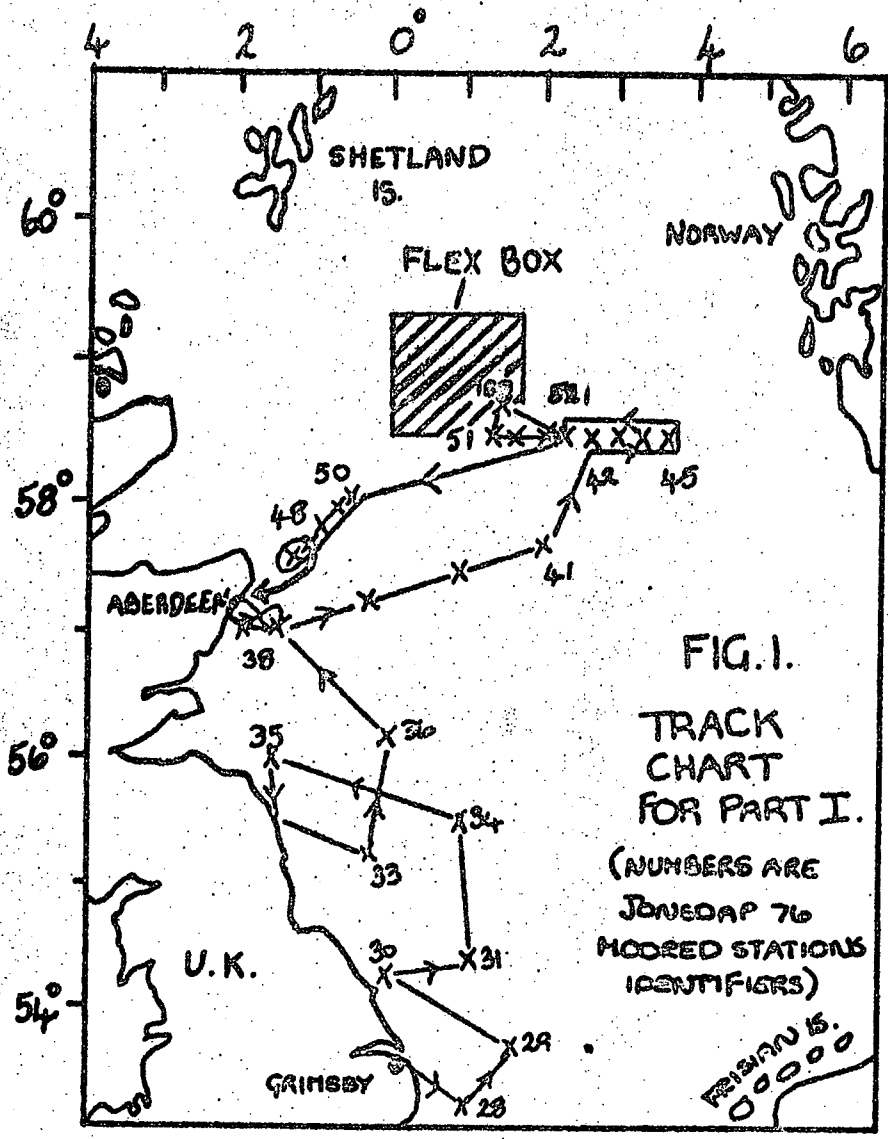 4 2 0° 2 4 6
SHETLAND
IS.
60°
NORWAY
FLEX BOX
51
50
58°
48
42
45
41
ABERDEEN
38
FIG.1.
36
TRACK
35
56°
CHART
34
FOR PART I.
33
(NUMBERS ARE
JONSDAP 76
MOORED STATIONS
IDENTIFIERS)
30
31
U.K.
54°
29
FRISIAN IS.
GRIMSBY
28